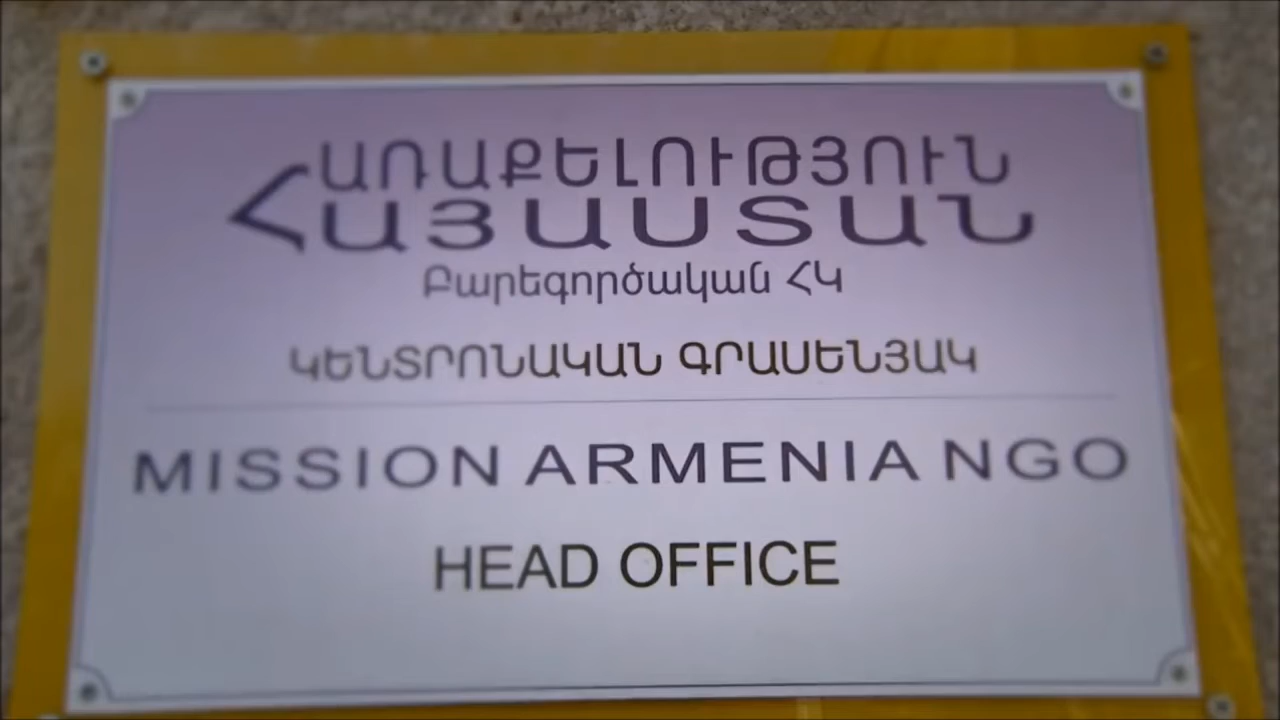 ԱՌԱՔԵԼՈՒԹՅՈՒՆ
ՀԱՅԱՍՏԱՆ
Բարեգործական ՀԿ
ԿԵՆՏՐՈՆԱԿԱՆ ԳՐԱՍԵՆՅԱԿ
MISSION ARMENIA NGO
HEAD OFFICE